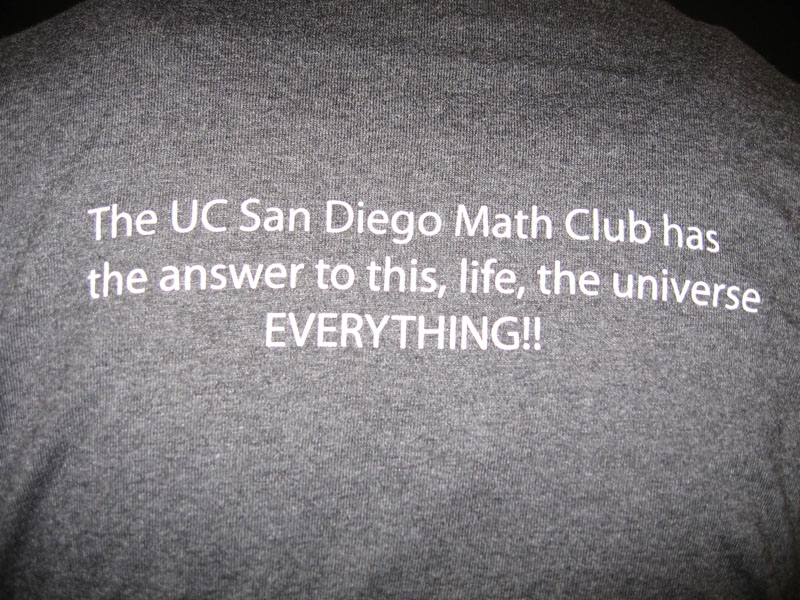 The UC San Diego Math Club has
the answer to this, life, the universe
EVERYTHING!!